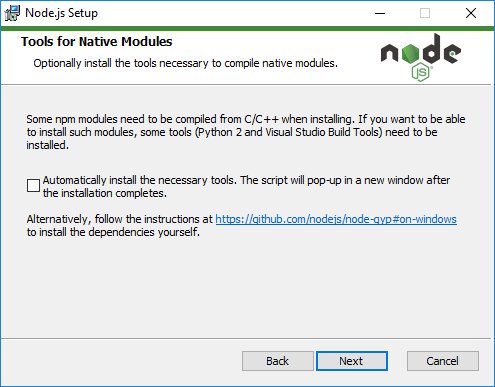 Node.js Setup
Tools for Native Modules
Optionally install the tools necessary to compile native modules.
node
JS
Some npm modules need to be compiled from C/C++ when installing. If you want to be able
to install such modules, some tools (Python 2 and Visual Studio Build Tools) need to be
installed.
Automatically install the necessary tools. The script will pop-up in a new window after
the installation completes.
Alternatively, follow the instructions at https://github.com/nodejs/node-gyp#on-windows
to install the dependencies yourself.
Back
Next
Cancel